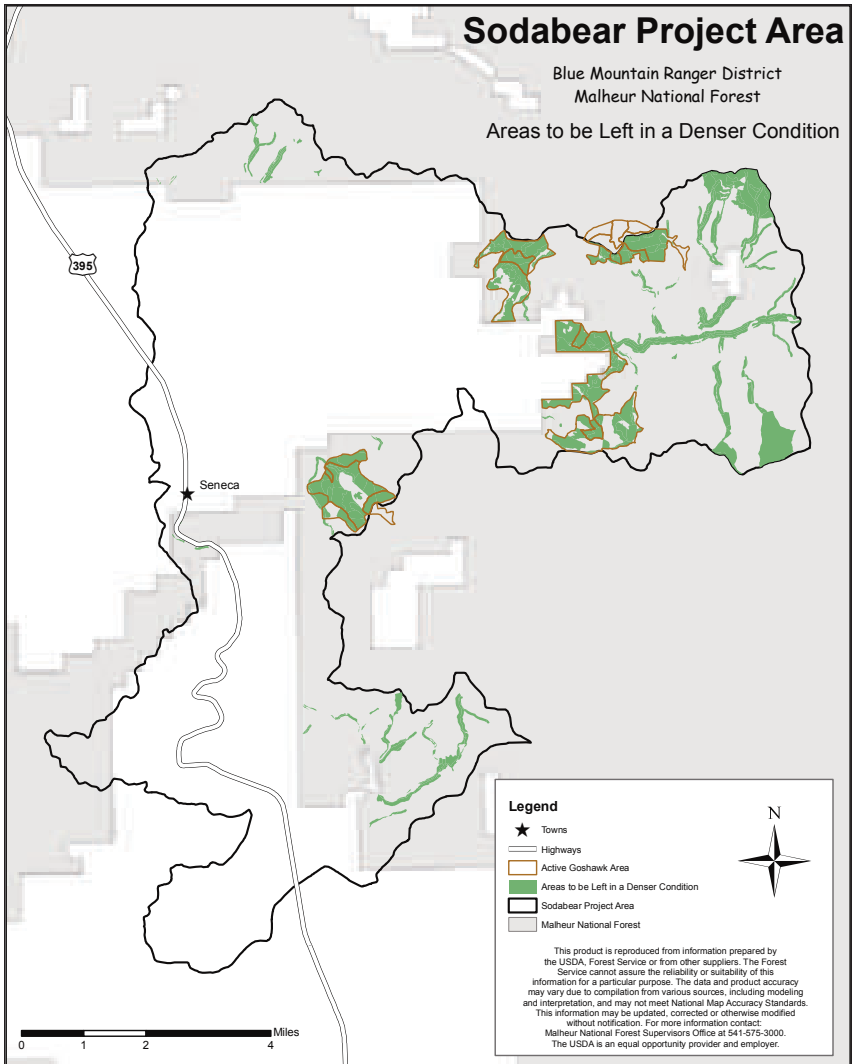 Sodabear Project Area
Blue Mountain Ranger District
Malheur National Forest
Areas to be Left in a Denser Condition
395
Seneca
Legend
Towns
Highways
Active Goshawk Area
Areas to be Left in a Denser Condition
Sodabear Project Area
Malheur National Forest
N
This product is reproduced from information prepared by
the USDA, Forest Service or from other suppliers. The Forest
Service cannot assure the reliability or suitability of this
information for a particular purpose. The data and product accuracy
may vary due to compilation from various sources, including modeling
and interpretation, and may not meet National Map Accuracy Standards.
This information may be updated, corrected or otherwise modified
without notification. For more information contact:
Malheur National Forest Supervisors Office at 541-575-3000.
The USDA is an equal opportunity provider and employer.
Miles
0 1 2 4